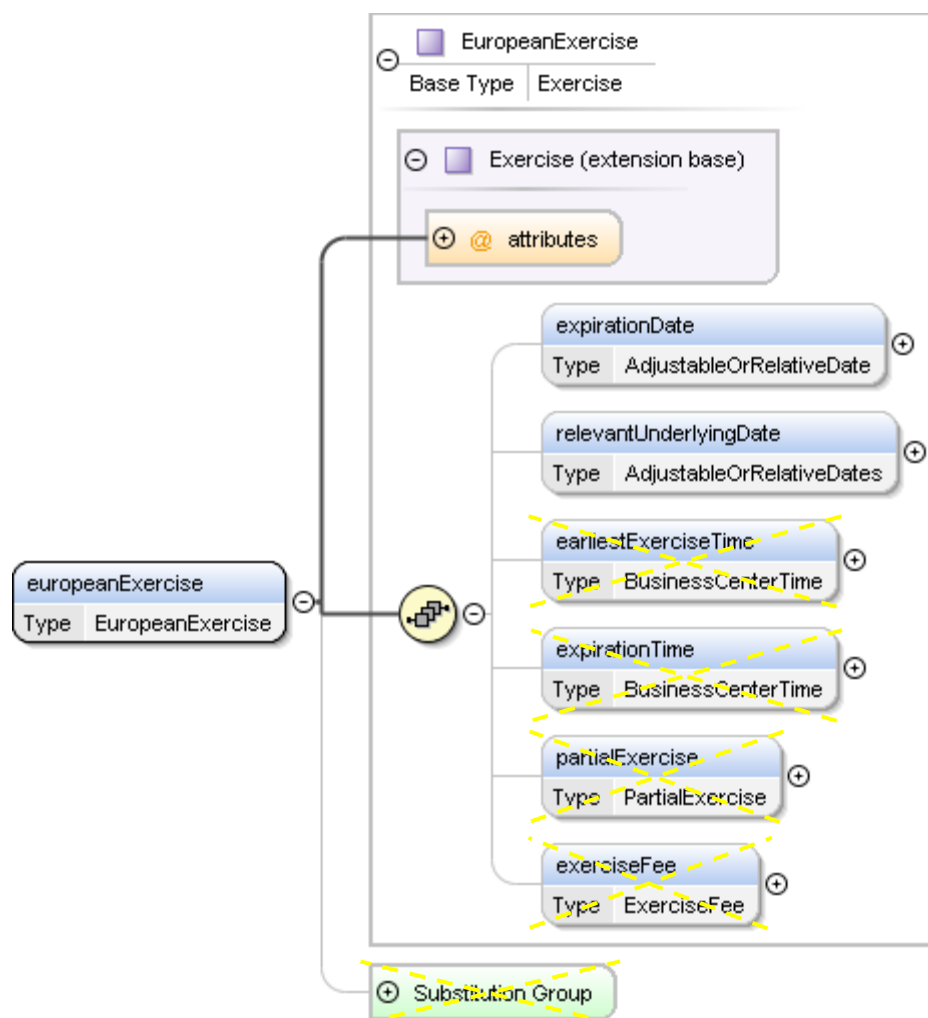 EuropeanExercise
Base Type Exercise
Exercise (extension base)
@ attributes
expirationDate
Type AdjustableOrRelativeDate
relevantUnderlyingDate
Type AdjustableOrRelativeDates
earliestExerciseTime
Type BusinessCenterTime
europeanExercise
Type EuropeanExercise
expirationTime
Type BusinessCenterTime
partialExercise
Type PartialExercise
exerciseFee
Type ExerciseFee
Substitution Group